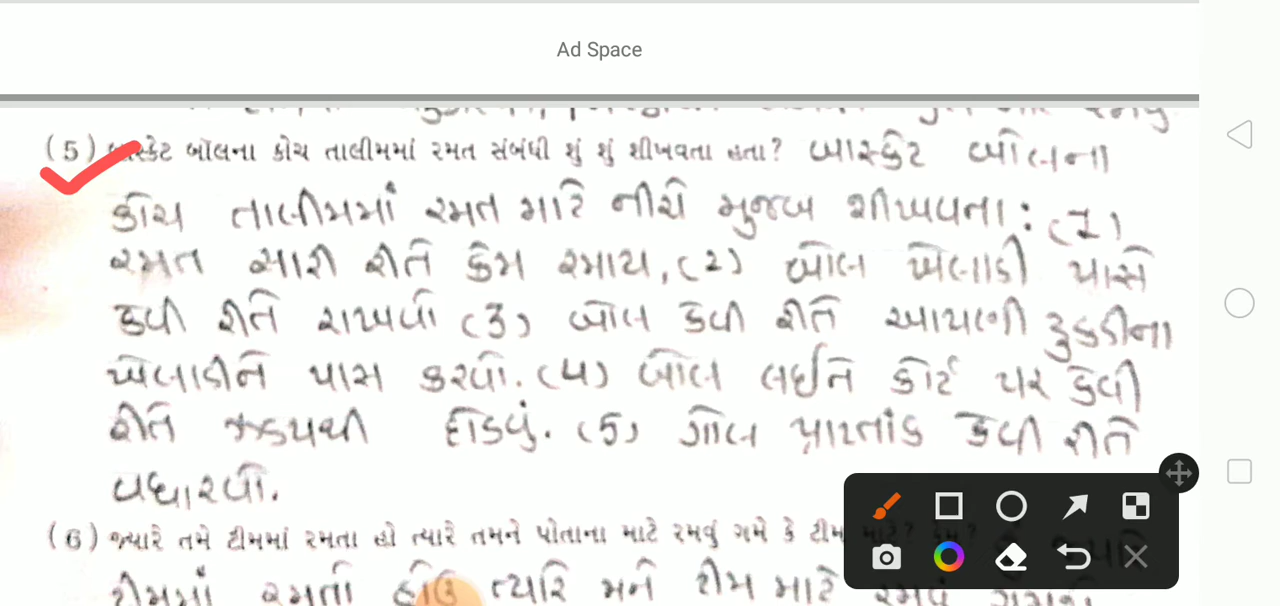 Ad Space
(5) બાસ્કેટ બૉલના કોચ તાલીમમાં રમત સંબંધી શું શું શીખવતા હતા? બાસ્કેટ બોલના
કોચ તાલીમમાં રમત માટે નીચે મુજબ શીખવતા : (1)
રમત સારી રીતે કેમ રમાય, (2) બોલ ખેલાડી પાસે
કેવી રીતે રાખવો (3) બોલ કેવી રીતે આપણી ટુકડીના
ખેલાડીને પાસ કરવો. (4) બોલ લઈને કોર્ટ પર કેવી
રીતે ઝડપથી દોડવું. (5) ગોલ પ્રાપ્તાંક કેવી રીતે
વધારવો.
(6) જ્યારે તમે ટીમમાં રમતા હો ત્યારે તમને પોતાના માટે રમવું ગમે કે ટીમ
ટીમમાં રમતો હોઉં ત્યારે મને ટીમ માટે રમવું